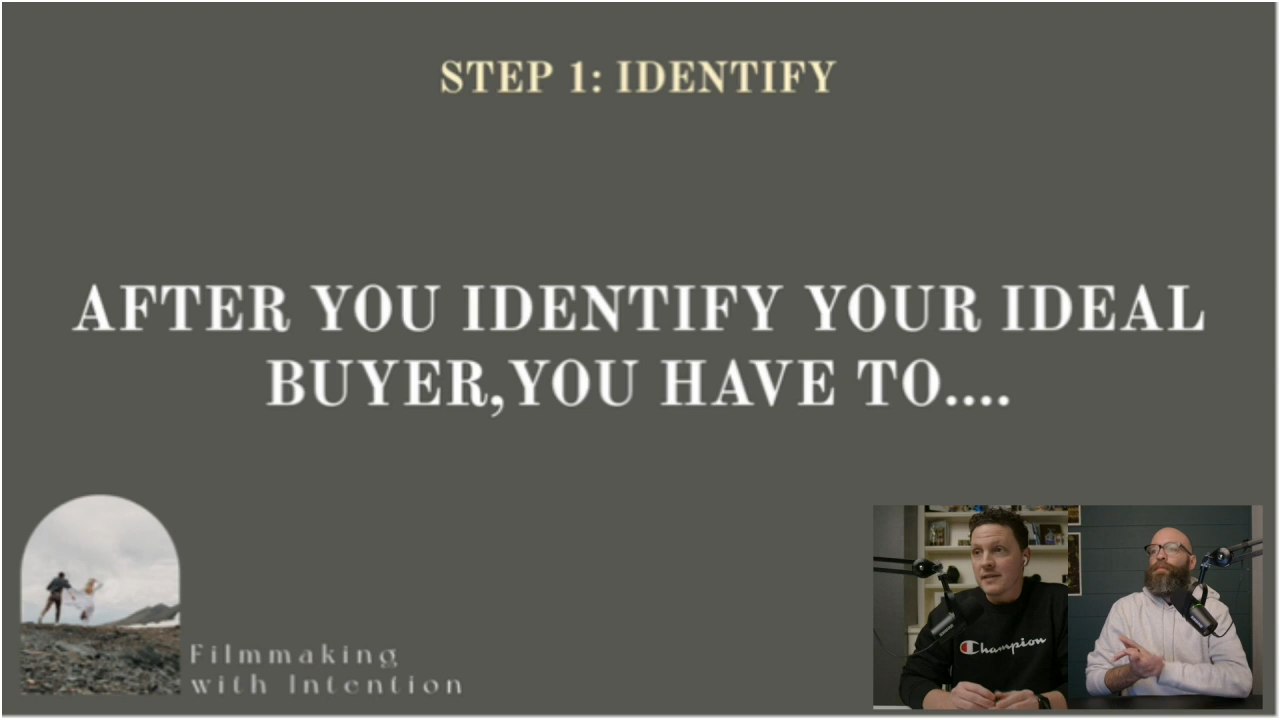 STEP 1: IDENTIFY
AFTER YOU IDENTIFY YOUR IDEAL
BUYER,YOU HAVE TO....
Filmmaking
with Intention
Champion